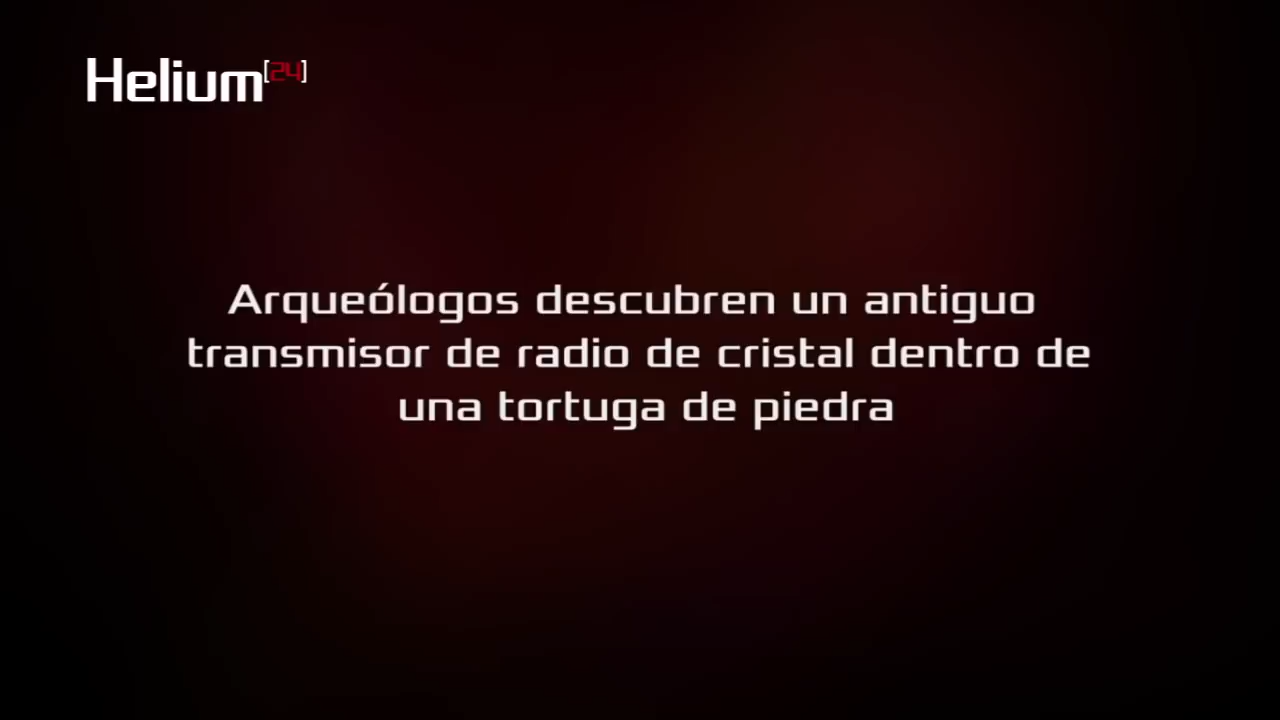 Helium[24]
Arqueólogos descubren un antiguo
transmisor de radio de cristal dentro de
una tortuga de piedra